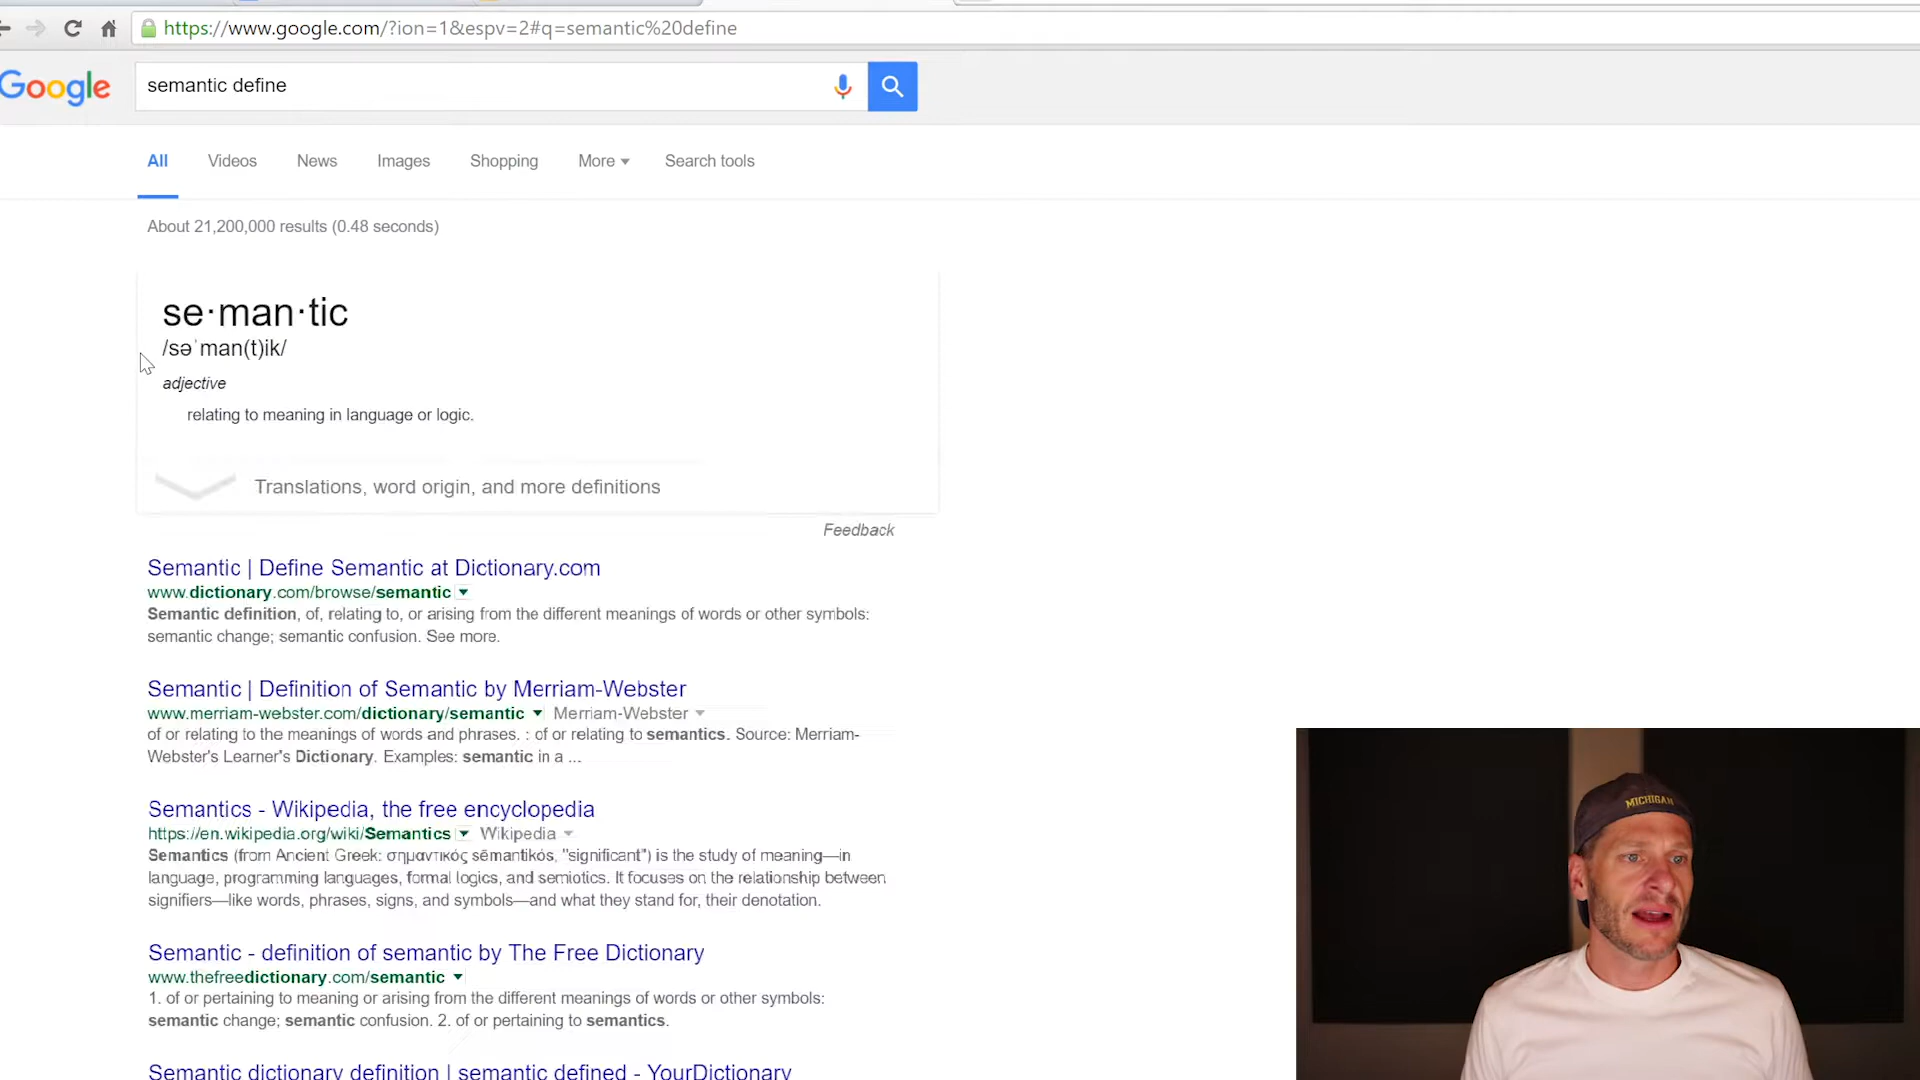 https://www.google.com/?ion=1&espv=2#q=semantic%20define
Google
semantic define
All Videos News Images Shopping More Search tools
About 21,200,000 results (0.48 seconds)
se·man·tic
/səˈman(t)ik/
adjective
relating to meaning in language or logic.
Translations, word origin, and more definitions
Feedback
Semantic | Define Semantic at Dictionary.com
www.dictionary.com/browse/semantic
Semantic definition, of, relating to, or arising from the different meanings of words or other symbols:
semantic change; semantic confusion. See more.
Semantic | Definition of Semantic by Merriam-Webster
www.merriam-webster.com/dictionary/semantic Merriam-Webster
of or relating to the meanings of words and phrases. : of or relating to semantics. Source: Merriam-
Webster's Learner's Dictionary. Examples: semantic in a ...
Semantics - Wikipedia, the free encyclopedia
https://en.wikipedia.org/wiki/Semantics Wikipedia
Semantics (from Ancient Greek: σημαντικός sēmantikós, "significant") is the study of meaning—in
language, programming languages, formal logics, and semiotics. It focuses on the relationship between
signifiers—like words, phrases, signs, and symbols—and what they stand for, their denotation.
Semantic - definition of semantic by The Free Dictionary
www.thefreedictionary.com/semantic
1. of or pertaining to meaning or arising from the different meanings of words or other symbols:
semantic change; semantic confusion. 2. of or pertaining to semantics.
Semantic dictionary definition | semantic defined - YourDictionary
MICHIGAN